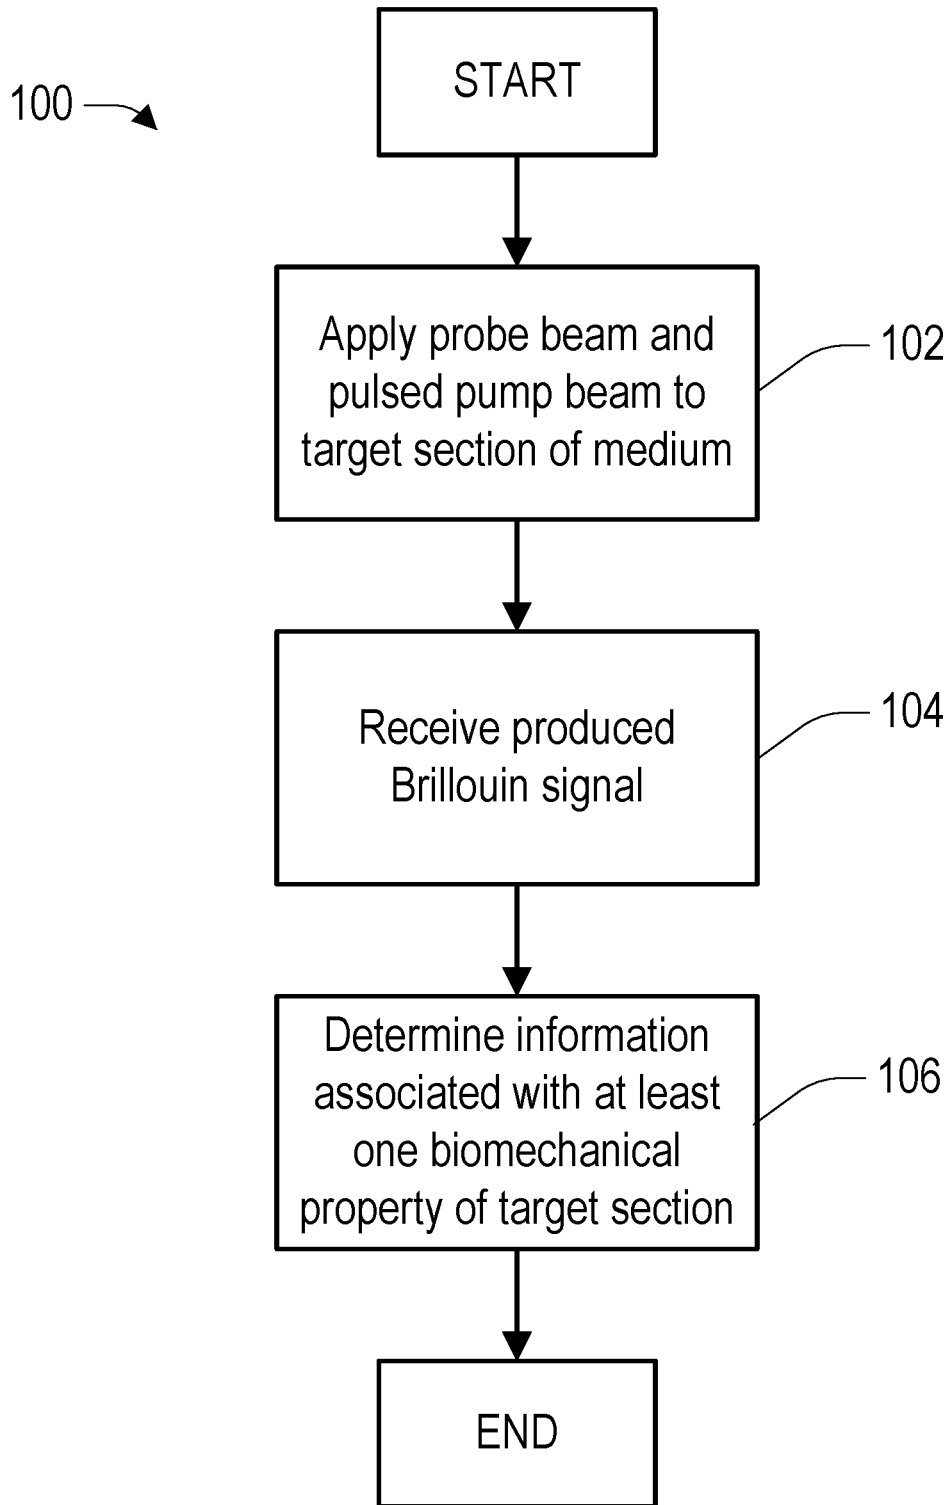 START
100
Apply probe beam and
pulsed pump beam to
target section of medium
102
Receive produced
Brillouin signal
104
Determine information
associated with at least
one biomechanical
property of target section
106
END